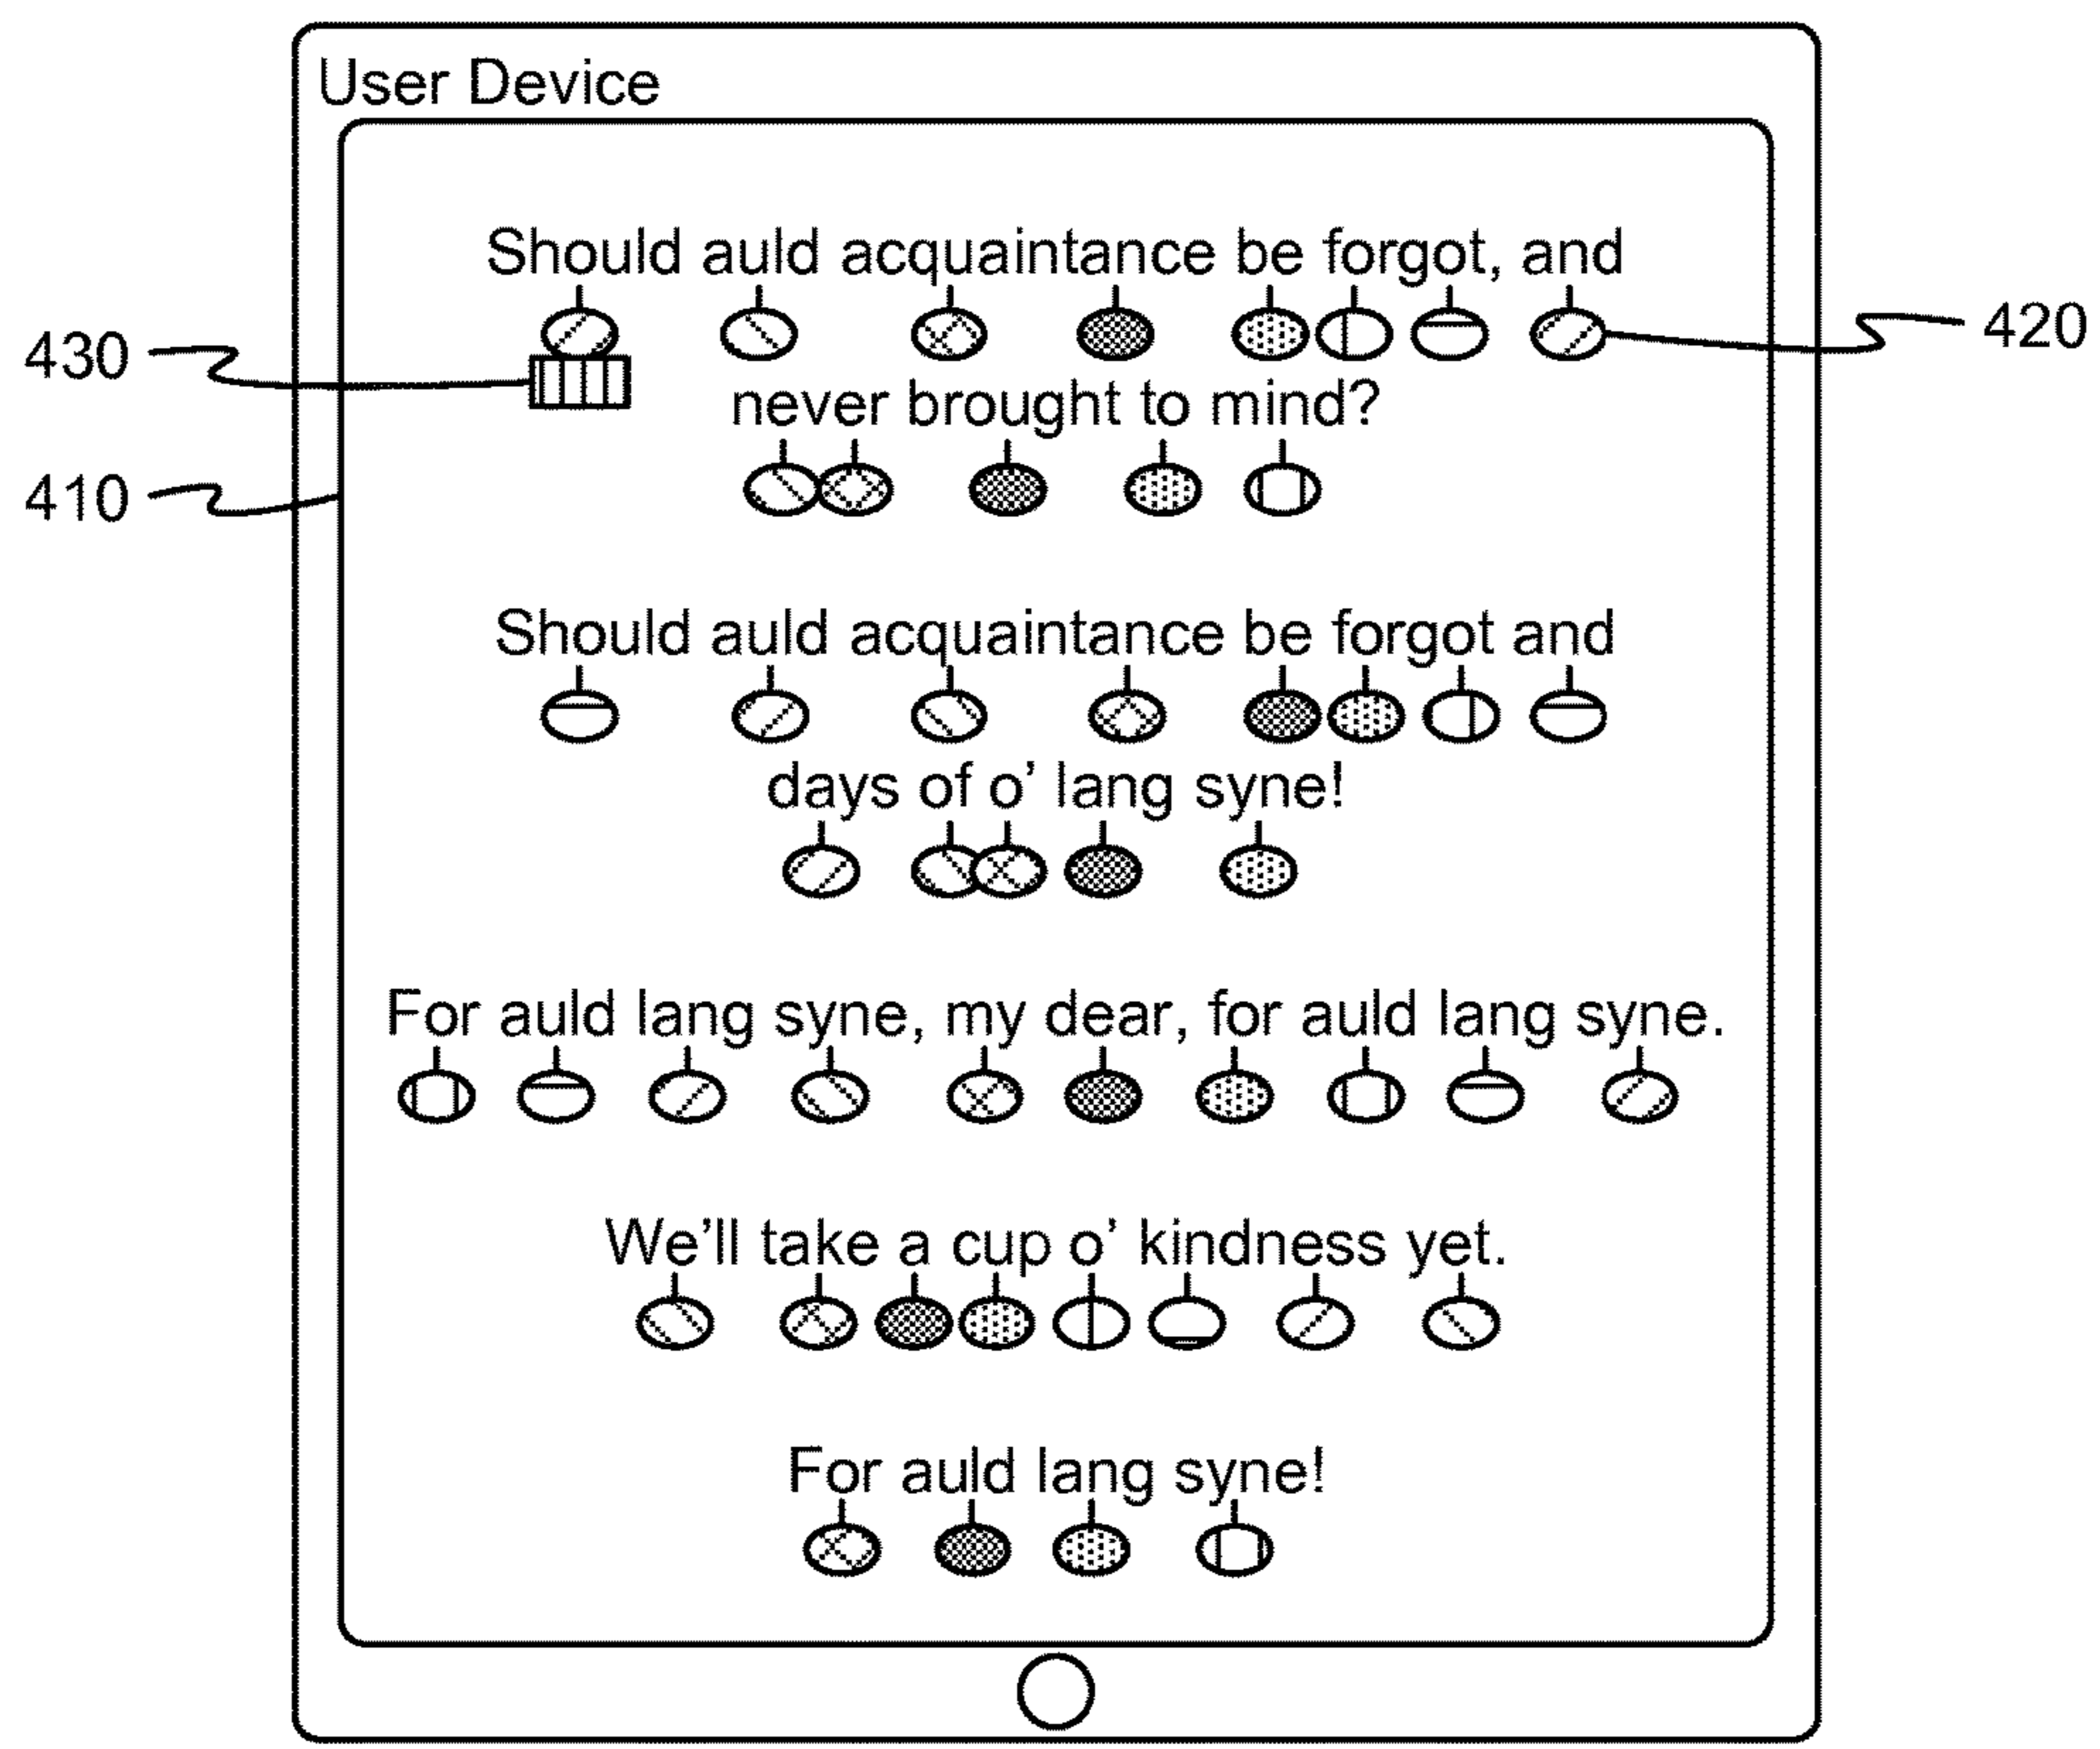 User Device
Should auld acquaintance be forgot, and
420
430
never brought to mind?
410
Should auld acquaintance be forgot and
days of o’ lang syne!
For auld lang syne, my dear, for auld lang syne.
We’ll take a cup o’ kindness yet.
For auld lang syne!